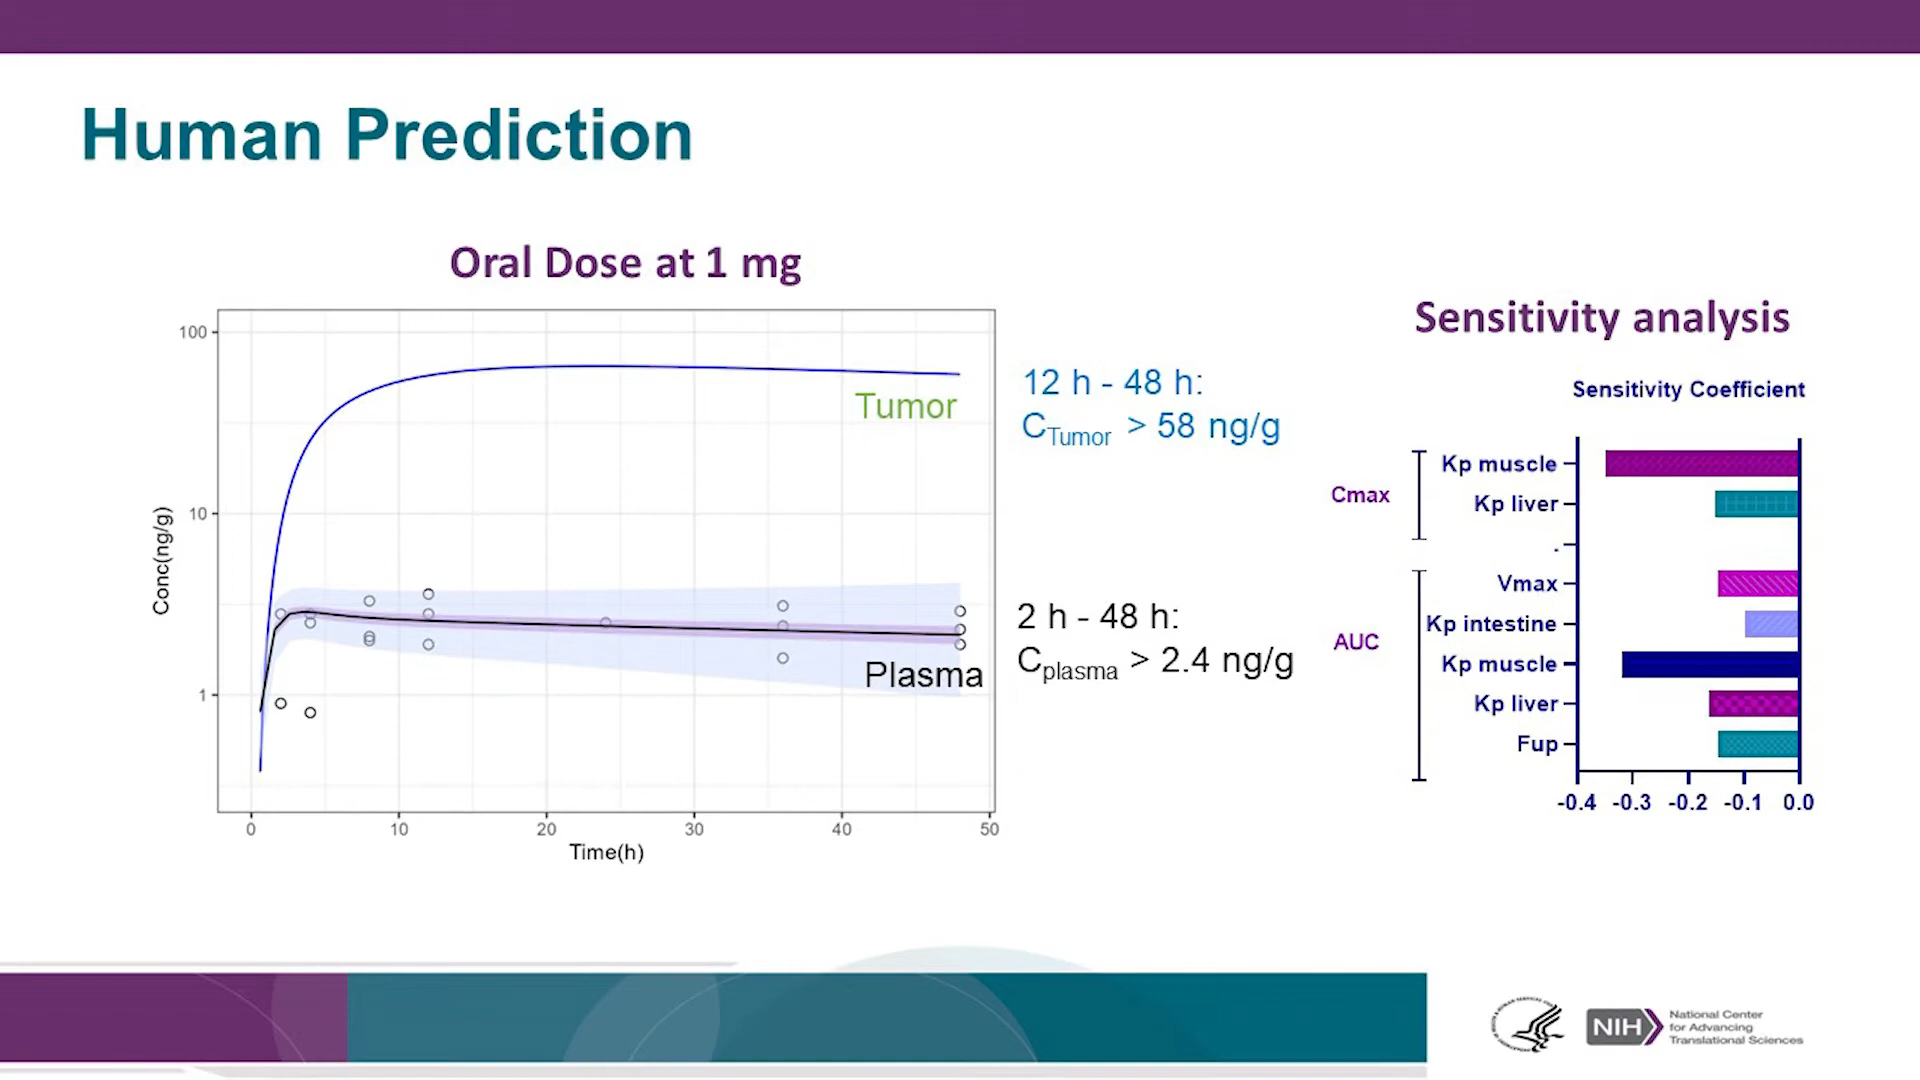 Human Prediction
Oral Dose at 1 mg
100
10
1
Conc(ng/g)
0
10
20
30
40
50
Time(h)
Tumor
Plasma
12 h - 48 h:
CTumor > 58 ng/g
2 h - 48 h:
Cplasma > 2.4 ng/g
Sensitivity analysis
Sensitivity Coefficient
Cmax
Kp muscle
Kp liver
.
AUC
Vmax
Kp intestine
Kp muscle
Kp liver
Fup
-0.4 -0.3 -0.2 -0.1 0.0
NIH
National Center
for Advancing
Translational Sciences